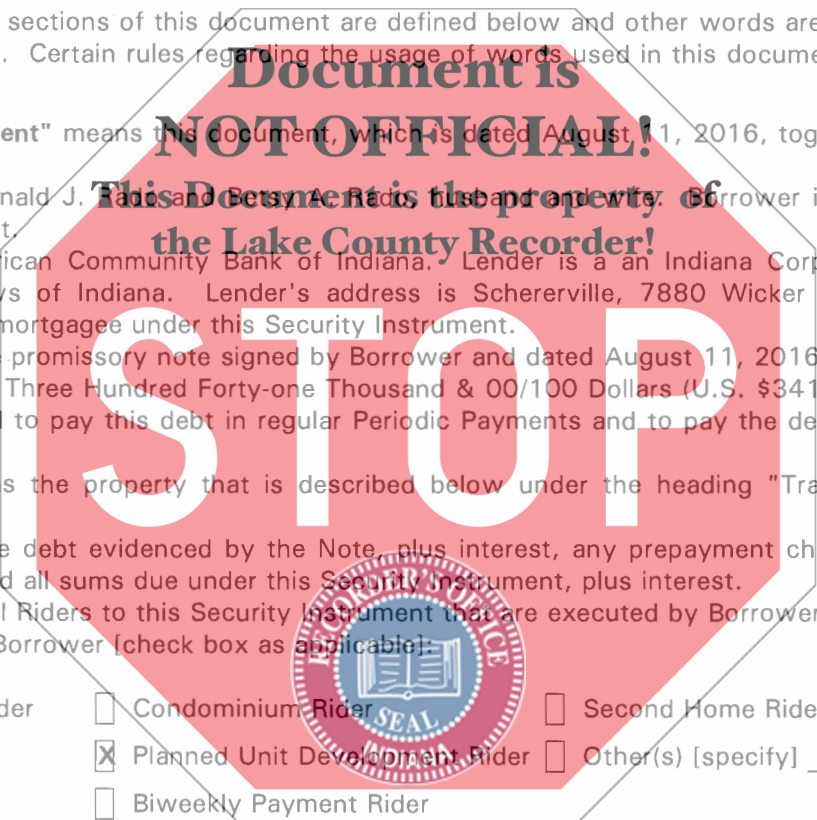 sections of this document are defined below and other words are
. Certain rules regarding the usage of words used in this docume
Document is
NOT OFFICIAL!
ent" means this document, which is dated August 11, 2016, tog
This Document is the property of
nald J. Rado and Betsy A. Rado, husband and wife. Borrower i
t.
the Lake County Recorder!
ican Community Bank of Indiana. Lender is a an Indiana Corp
s of Indiana. Lender's address is Schererville, 7880 Wicker
mortgagee under this Security Instrument.
promissory note signed by Borrower and dated August 11, 2016
Three Hundred Forty-one Thousand & 00/100 Dollars (U.S. $341
to pay this debt in regular Periodic Payments and to pay the de
STOP
s the property that is described below under the heading "Tra
e debt evidenced by the Note, plus interest, any prepayment ch
d all sums due under this Security Instrument, plus interest.
l Riders to this Security Instrument that are executed by Borrower
Borrower [check box as applicable]:
RECORDER'S OFFICE
SEAL
INDIANA
der Condominium Rider Second Home Ride
X Planned Unit Development Rider Other(s) [specify]
Biweekly Payment Rider